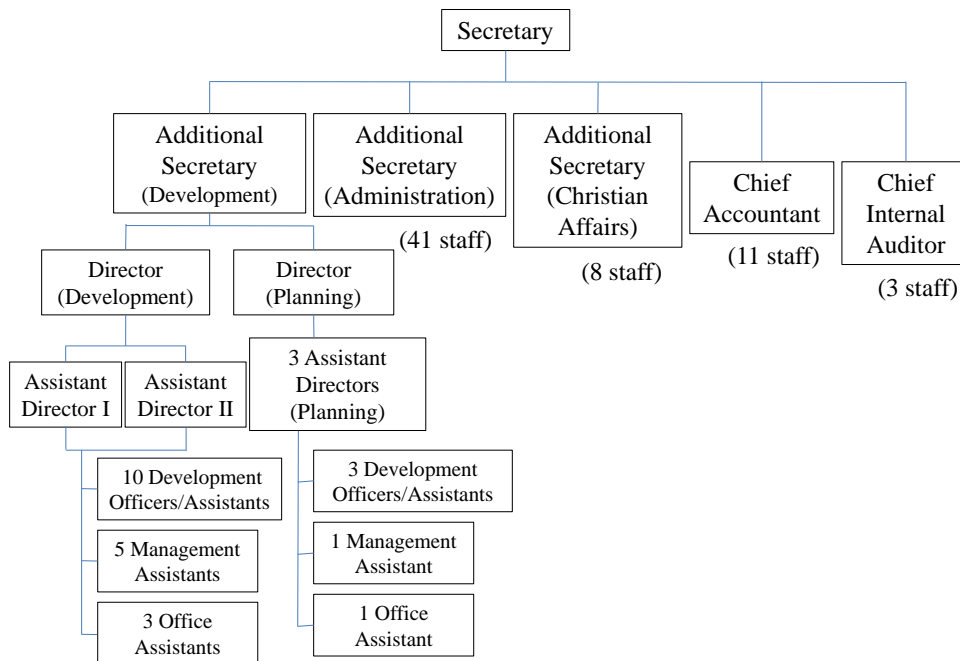 Secretary
Additional
Secretary
(Development)
Additional
Secretary
(Administration)
(41 staff)
Additional
Secretary
(Christian
Affairs)
(8 staff)
Chief
Accountant
(11 staff)
Chief
Internal
Auditor
(3 staff)
Director
(Development)
Director
(Planning)
Assistant
Director I
Assistant
Director II
3 Assistant
Directors
(Planning)
10 Development
Officers/Assistants
5 Management
Assistants
3 Office
Assistants
3 Development
Officers/Assistants
1 Management
Assistant
1 Office
Assistant